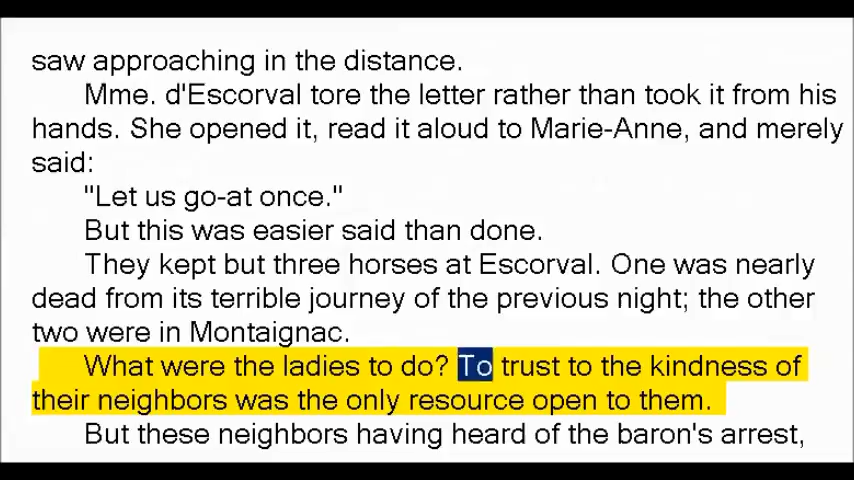 saw approaching in the distance.
Mme. d'Escorval tore the letter rather than took it from his
hands. She opened it, read it aloud to Marie-Anne, and merely
said:
"Let us go-at once."
But this was easier said than done.
They kept but three horses at Escorval. One was nearly
dead from its terrible journey of the previous night; the other
two were in Montaignac.
What were the ladies to do? To trust to the kindness of
their neighbors was the only resource open to them.
But these neighbors having heard of the baron's arrest,